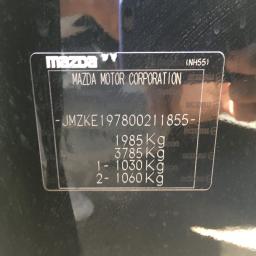 mazda (NH55)
MAZDA MOTOR CORPORATION
-JMZKE197800211855-
1985Kg
3785Kg
1- 1030Kg
2- 1060Kg